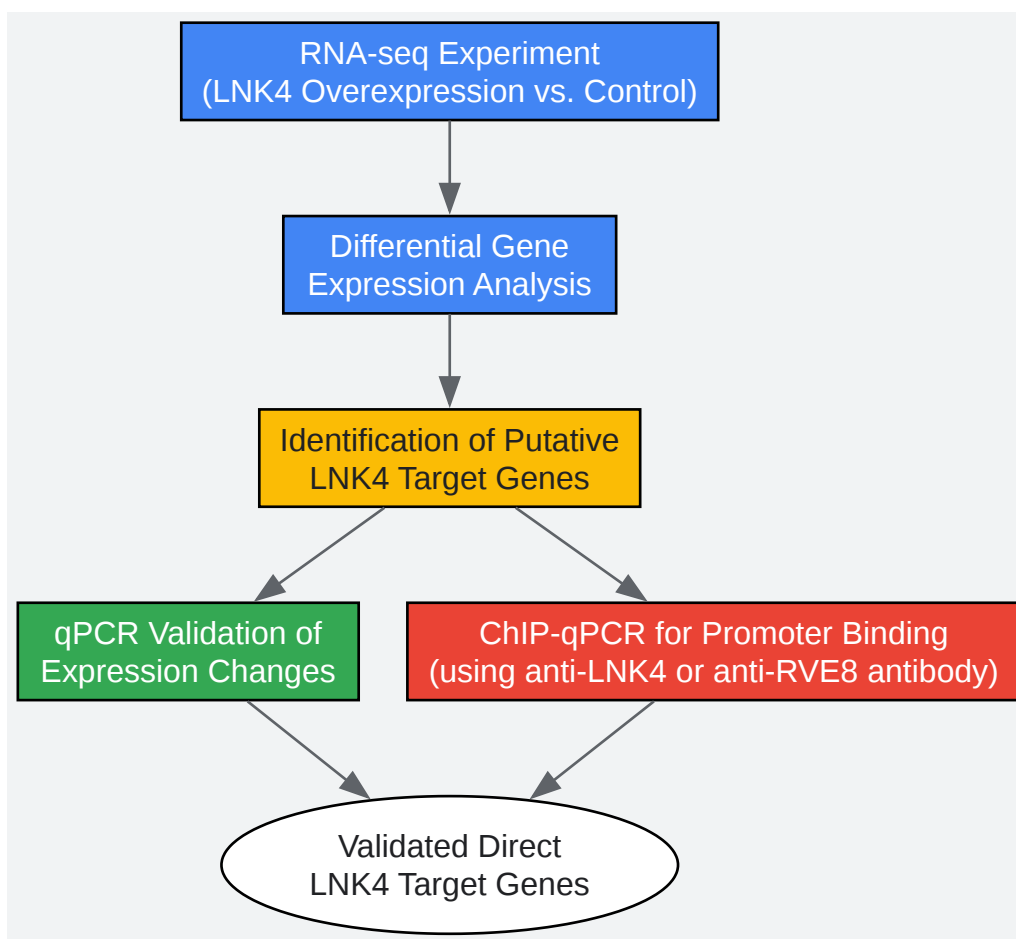 RNA-seq Experiment
(LNK4 Overexpression vs. Control)
Differential Gene
Expression Analysis
Identification of Putative
LNK4 Target Genes
qPCR Validation of
Expression Changes
ChIP-qPCR for Promoter Binding
(using anti-LNK4 or anti-RVE8 antibody)
Validated Direct
LNK4 Target Genes